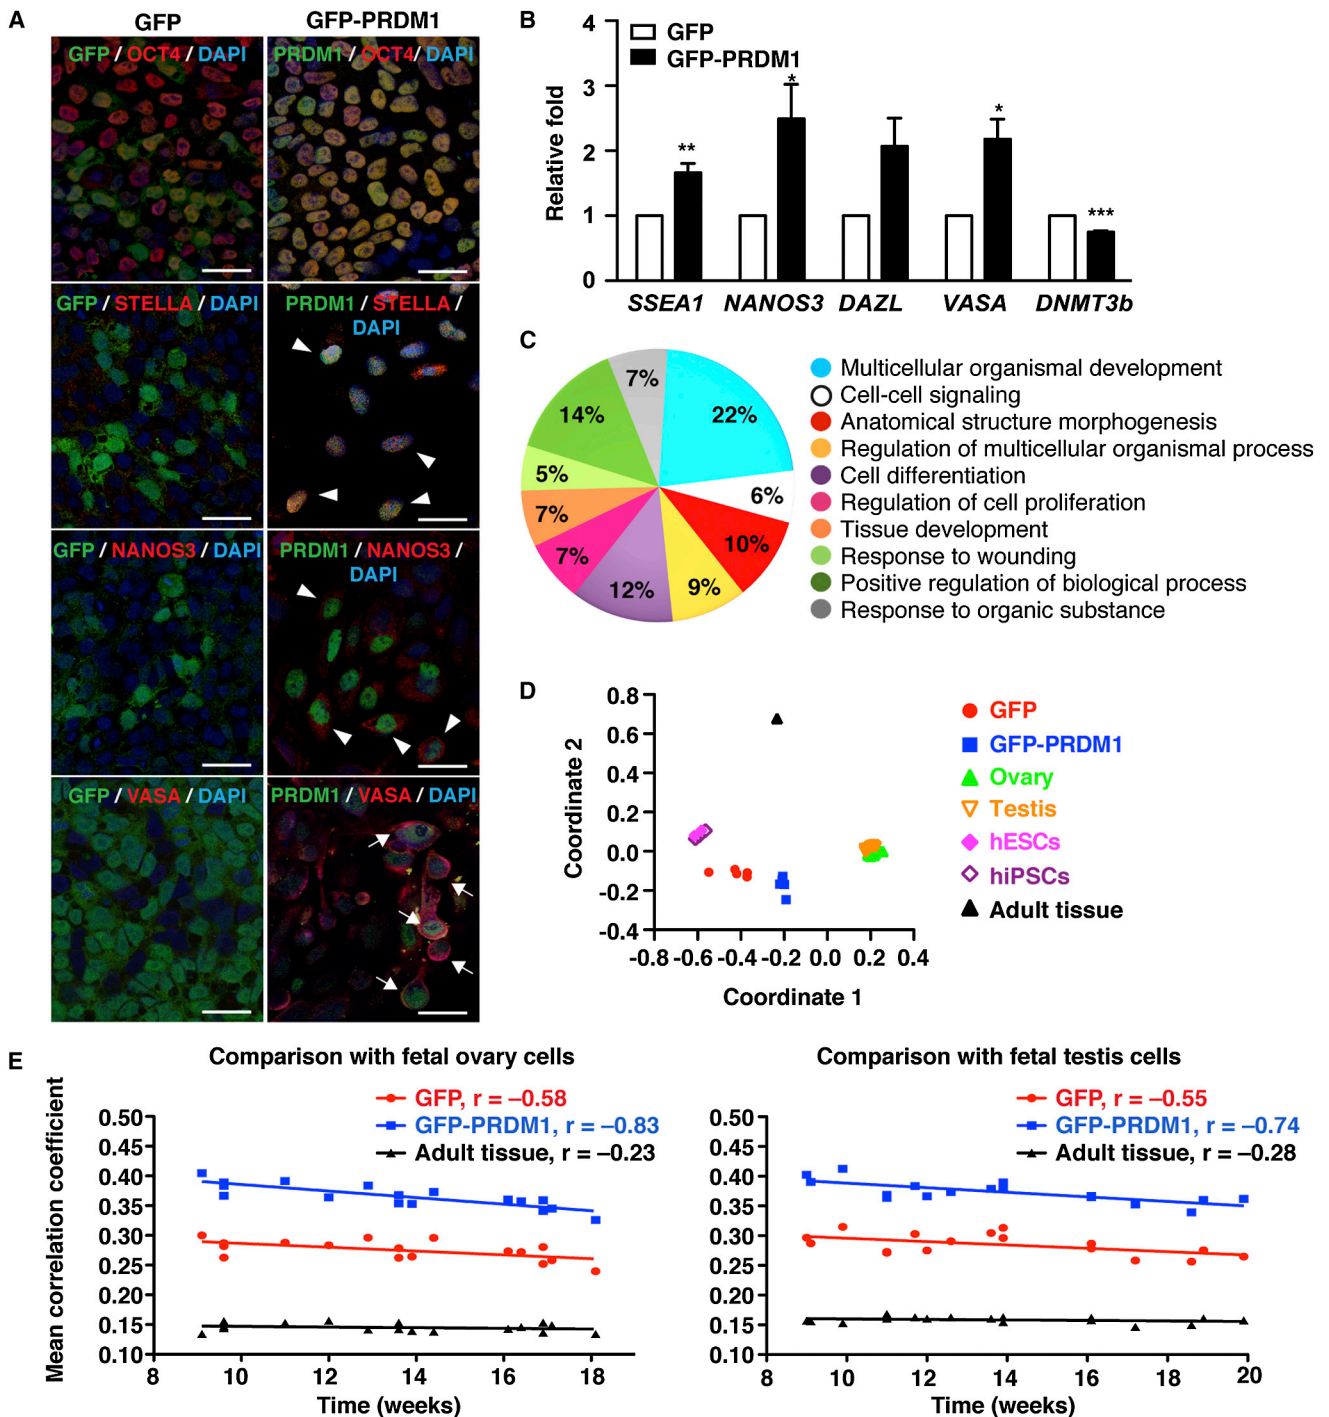 A
GFP
GFP-PRDM1
GFP / OCT4 / DAPI
PRDM1 / OCT4/ DAPI
GFP / STELLA / DAPI
PRDM1 / STELLA /
DAPI
GFP / NANOS3 / DAPI
PRDM1 / NANOS3 /
DAPI
GFP / VASA / DAPI
PRDM1 / VASA / DAPI
B
Relative fold
4
3
2
1
0
GFP
GFP-PRDM1
**
*
*
***
SSEA1
NANOS3
DAZL
VASA
DNMT3b
C
7%
22%
14%
6%
5%
10%
7%
7%
12%
9%
Multicellular organismal development
Cell-cell signaling
Anatomical structure morphogenesis
Regulation of multicellular organismal process
Cell differentiation
Regulation of cell proliferation
Tissue development
Response to wounding
Positive regulation of biological process
Response to organic substance
D
Coordinate 2
0.8
0.6
0.4
0.2
0.0
-0.2
-0.4
-0.8 -0.6 -0.4 -0.2 0.0 0.2 0.4
Coordinate 1
GFP
GFP-PRDM1
Ovary
Testis
hESCs
hiPSCs
Adult tissue
E
Comparison with fetal ovary cells
GFP, r = –0.58
GFP-PRDM1, r = –0.83
Adult tissue, r = –0.23
Mean correlation coefficient
0.50
0.45
0.40
0.35
0.30
0.25
0.20
0.15
0.10
8 10 12 14 16 18
Time (weeks)
Comparison with fetal testis cells
GFP, r = –0.55
GFP-PRDM1, r = –0.74
Adult tissue, r = –0.28
0.50
0.45
0.40
0.35
0.30
0.25
0.20
0.15
0.10
8 10 12 14 16 18 20
Time (weeks)